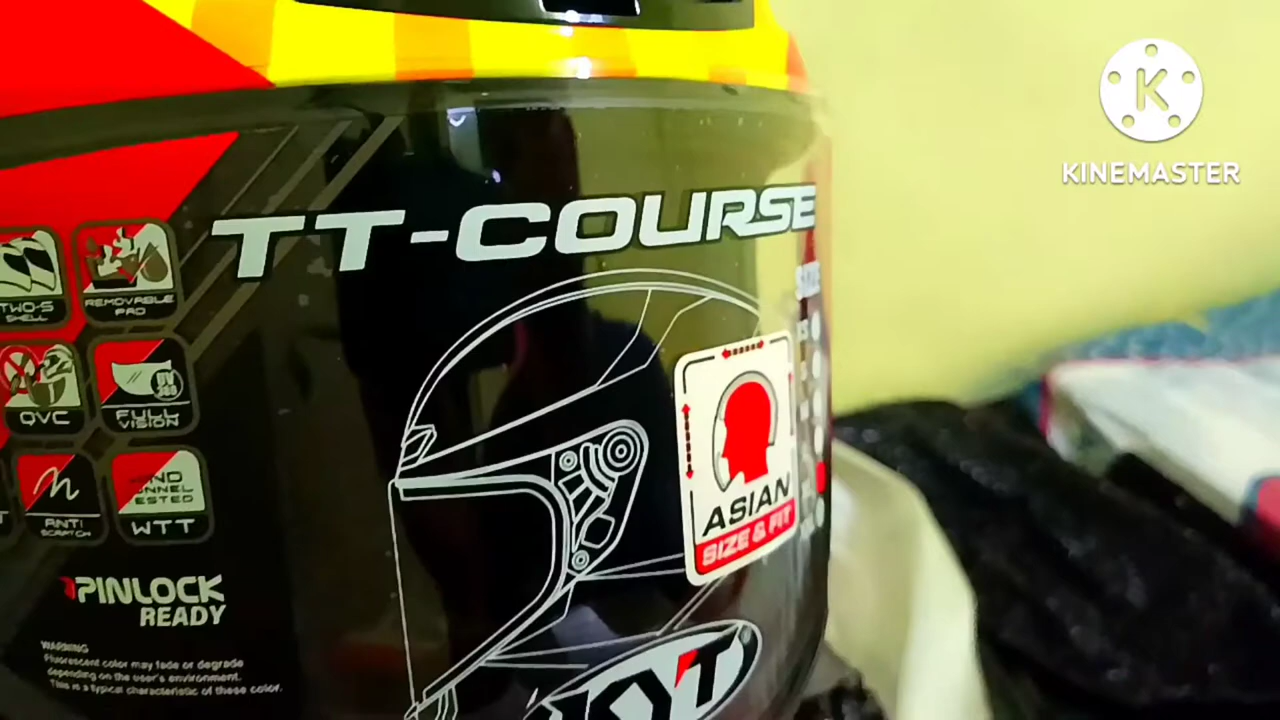 KINEMASTER
TT-COURSE
SIZE
TWO-S
SHELL
REMOVABLE
PAD
QVC
FULL
VISION
UV
ANTI
SCRATCH
TESTED
WTT
ASIAN
SIZE & FIT
PINLOCK
READY
WARNING
Fluorescent color may fade or degrade
depending on the user's environment.
This is a typical characteristic of these color.
KYT